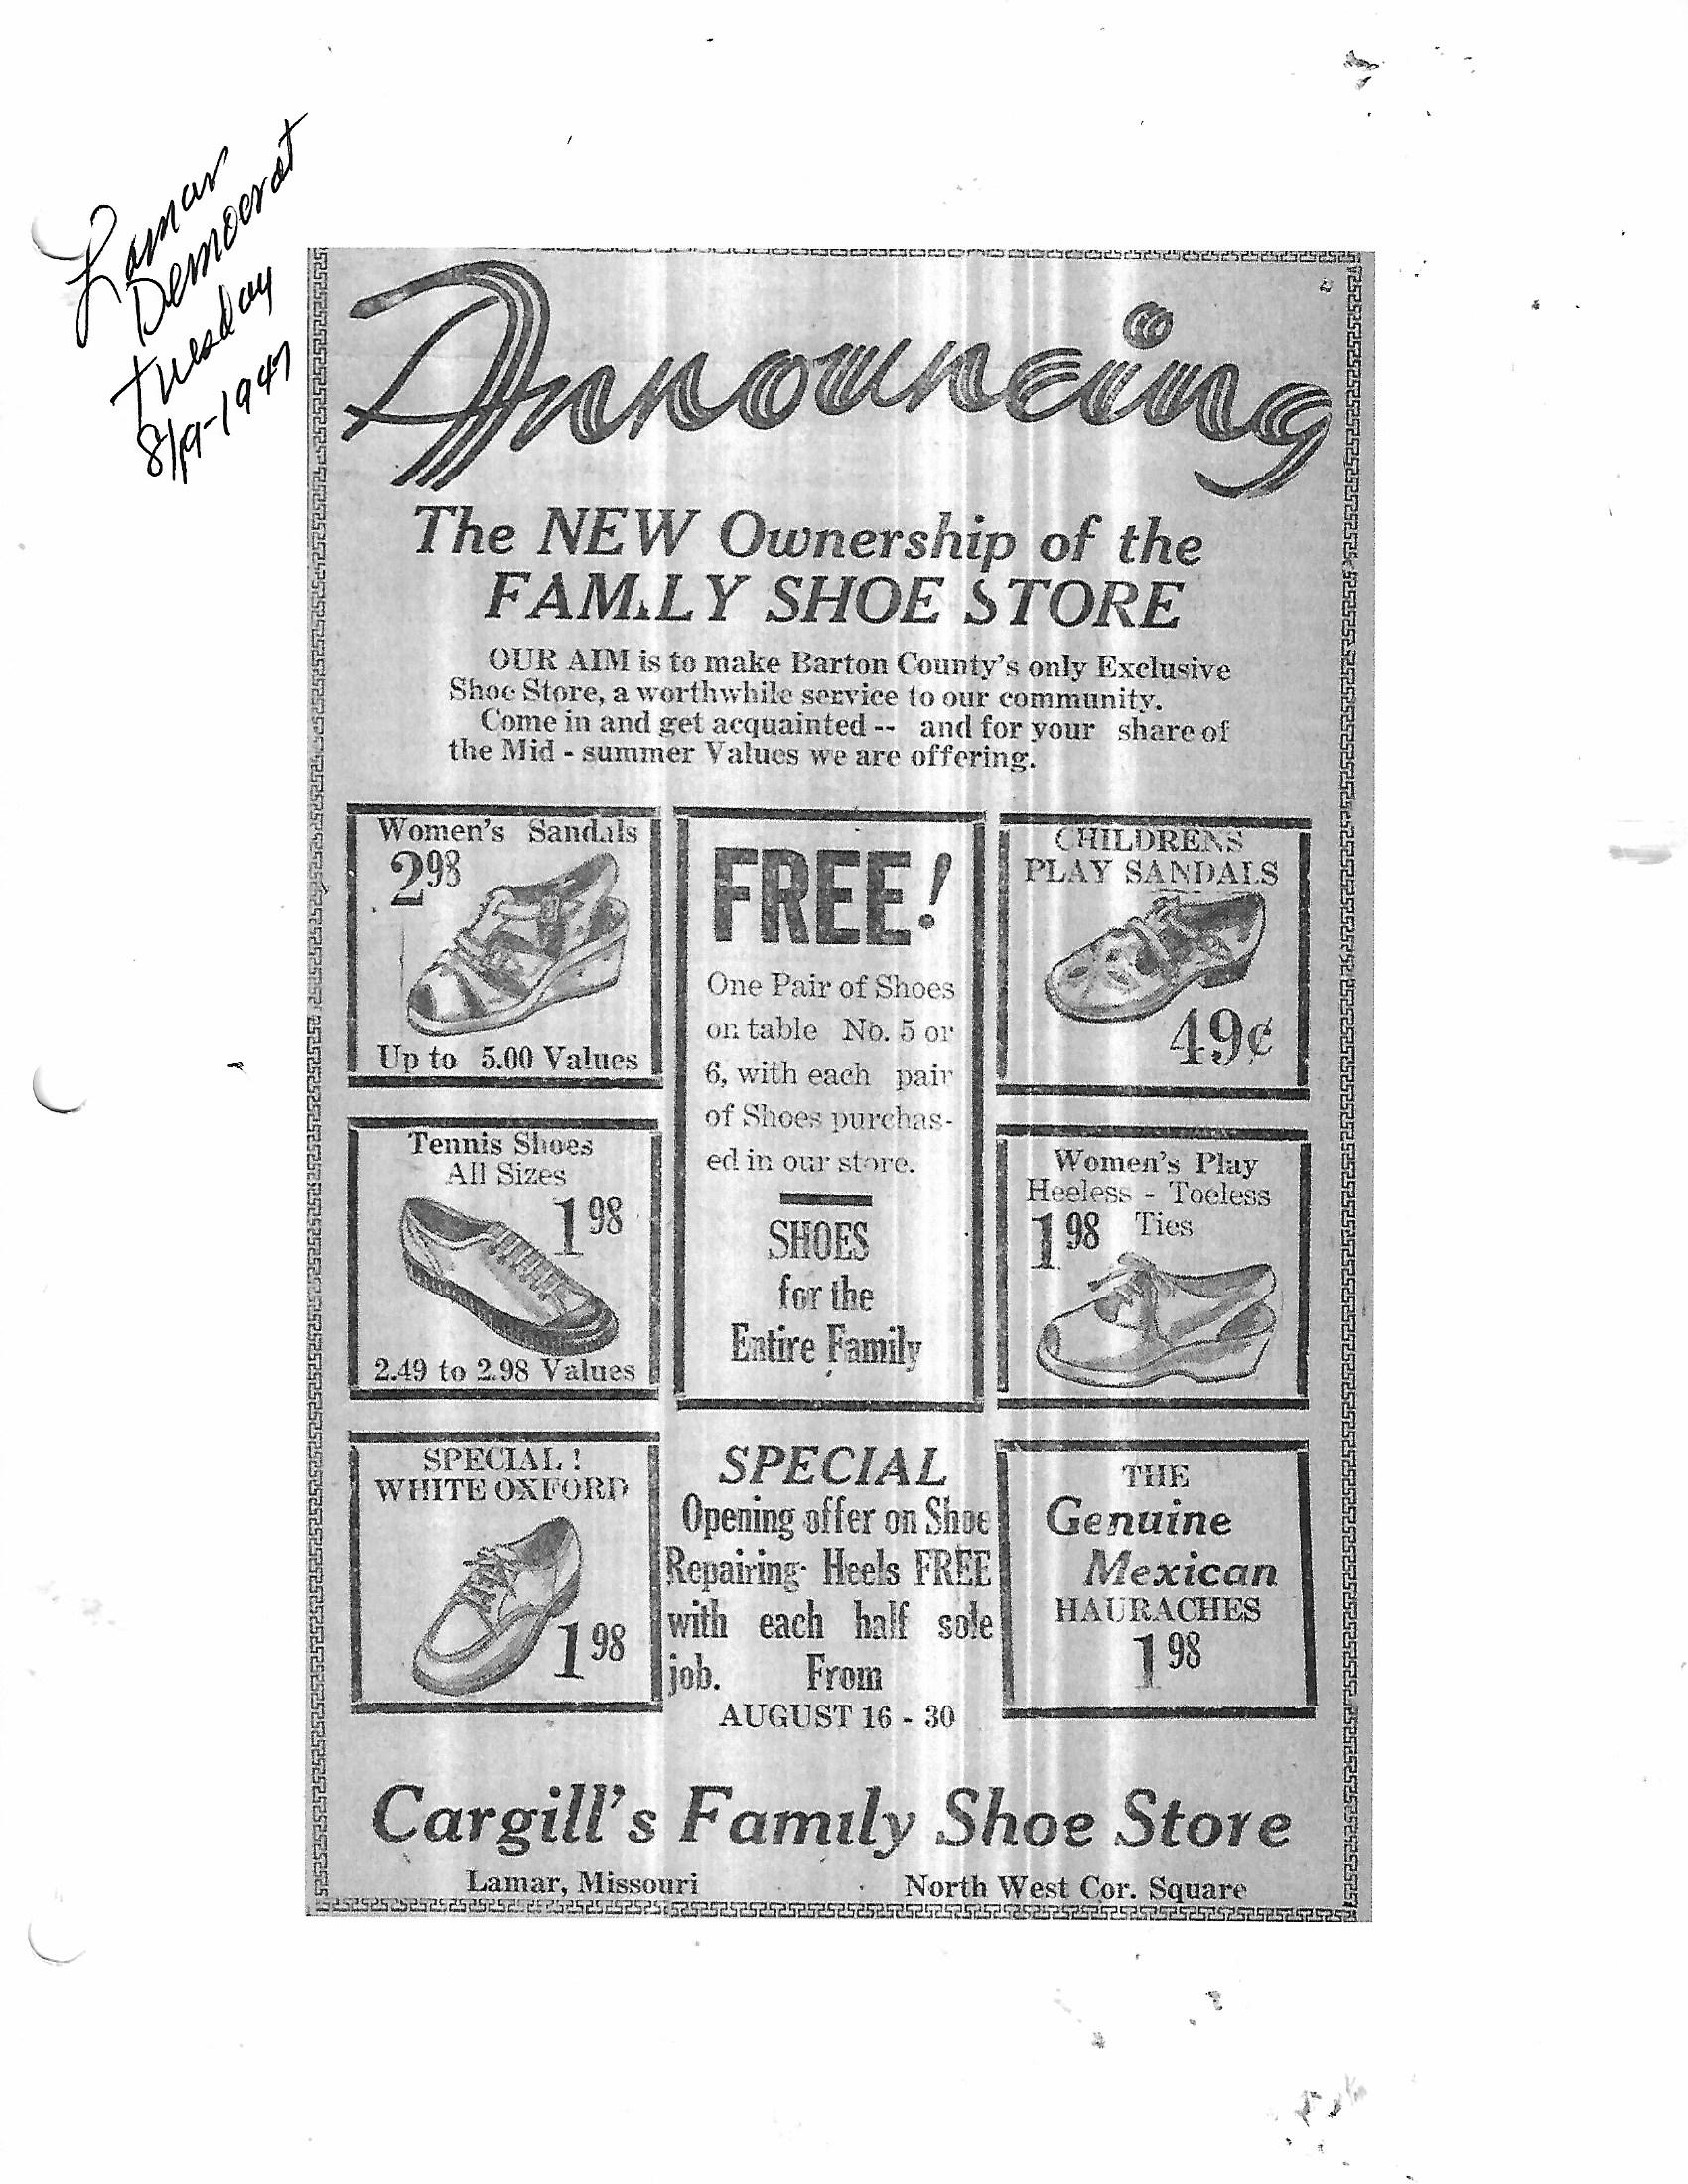 Lamar
Democrat
Tuesday
8/19-1947
Announcing
The NEW Ownership of the
FAMILY SHOE STORE
OUR AIM is to make Barton County's only Exclusive
Shoe Store, a worthwhile service to our community.
Come in and get acquainted -- and for your share of
the Mid - summer Values we are offering.
Women's Sandals
2 98
Up to 5.00 Values
Tennis Shoes
All Sizes
1 98
2.49 to 2.98 Values
SPECIAL !
WHITE OXFORD
1 98
FREE!
One Pair of Shoes
on table No. 5 or
6, with each pair
of Shoes purchas-
ed in our store.
SHOES
for the
Entire Family
SPECIAL
Opening offer on Shoe
Repairing- Heels FREE
with each half sole
job. From
AUGUST 16 - 30
CHILDRENS
PLAY SANDALS
49¢
Women's Play
Heeless - Toeless
1 98 Ties
THE
Genuine
Mexican
HAURACHES
1 98
Cargill's Family Shoe Store
Lamar, Missouri North West Cor. Square